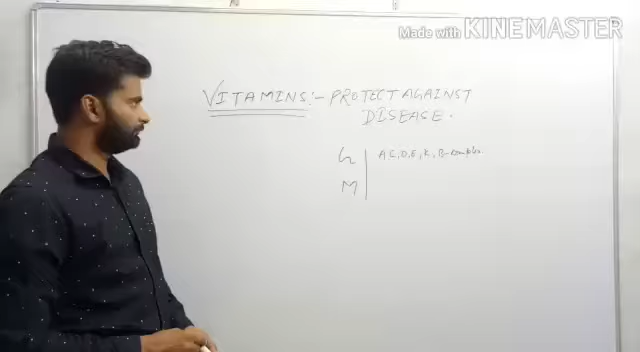 Made with KINEMASTER
VITAMINS:- PROTECT AGAINST
DISEASE.
A, C, D, E, K, B-complex
M